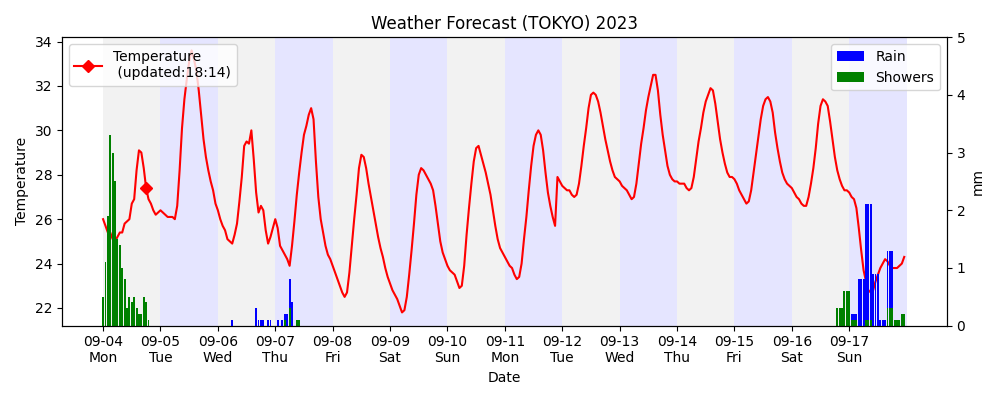 Weather Forecast (TOKYO) 2023
Temperature
(updated:18:14)
Rain
Showers
34
32
30
28
26
24
22
Temperature
5
4
3
2
1
0
mm
09-04 09-05 09-06 09-07 09-08 09-09 09-10 09-11 09-12 09-13 09-14 09-15 09-16 09-17
Mon Tue Wed Thu Fri Sat Sun Mon Tue Wed Thu Fri Sat Sun
Date